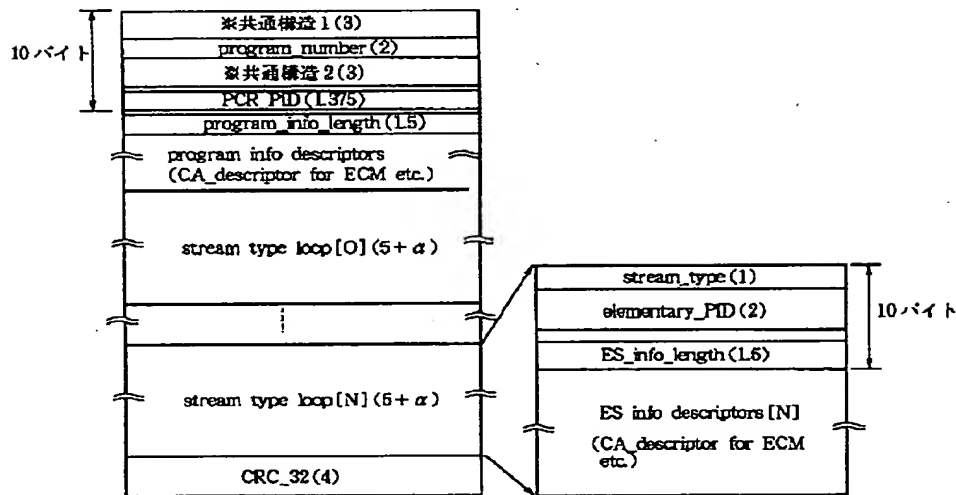 ※共通構造1(3)
10バイト
program_number(2)
※共通構造2(3)
PCR_PID(1.375)
program_info_length(1.5)
program info descriptors
(CA_descriptor for ECM etc.)
stream type loop[0](5+α)
stream type loop[N](5+α)
CRC_32(4)
stream_type(1)
elementary_PID(2)
10バイト
ES_info_length(1.5)
ES info descriptors[N]
(CA_descriptor for ECM
etc.)